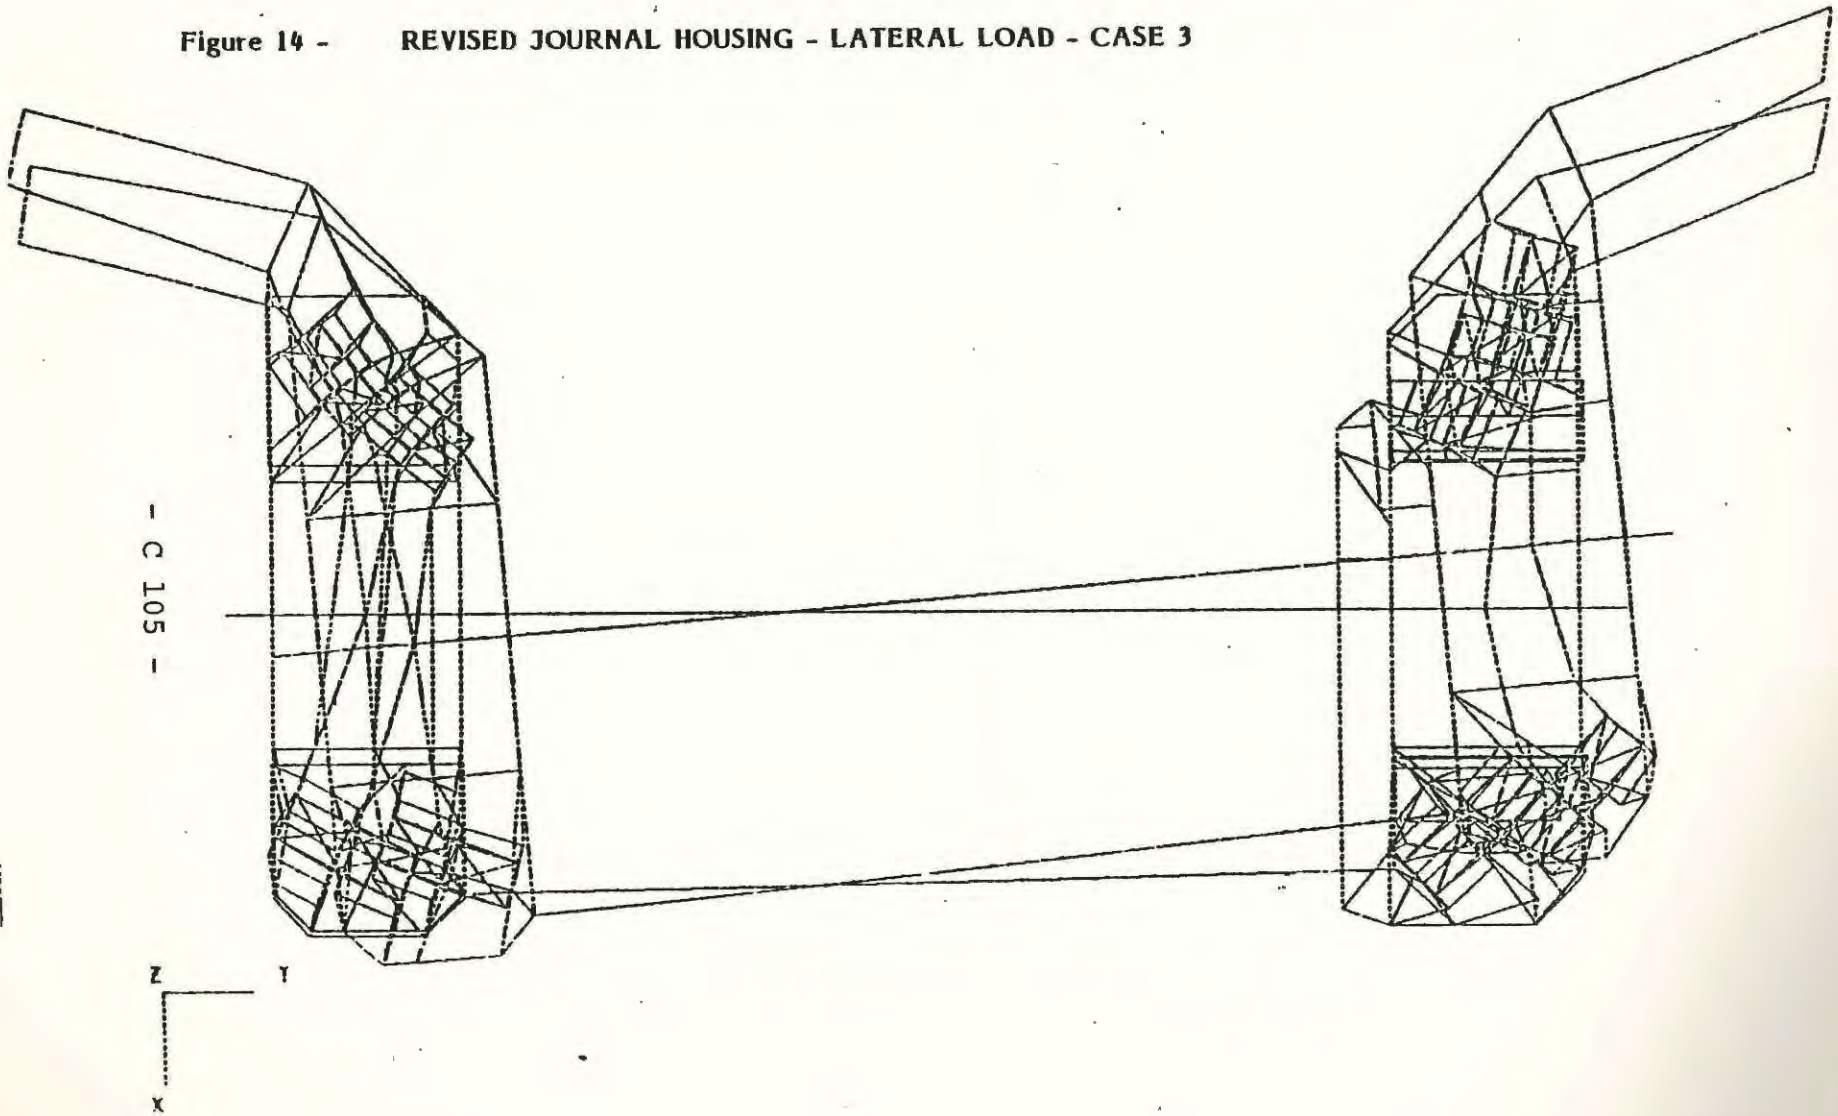 Figure 14 - REVISED JOURNAL HOUSING - LATERAL LOAD - CASE 3
- C 105 -
Z Y
X